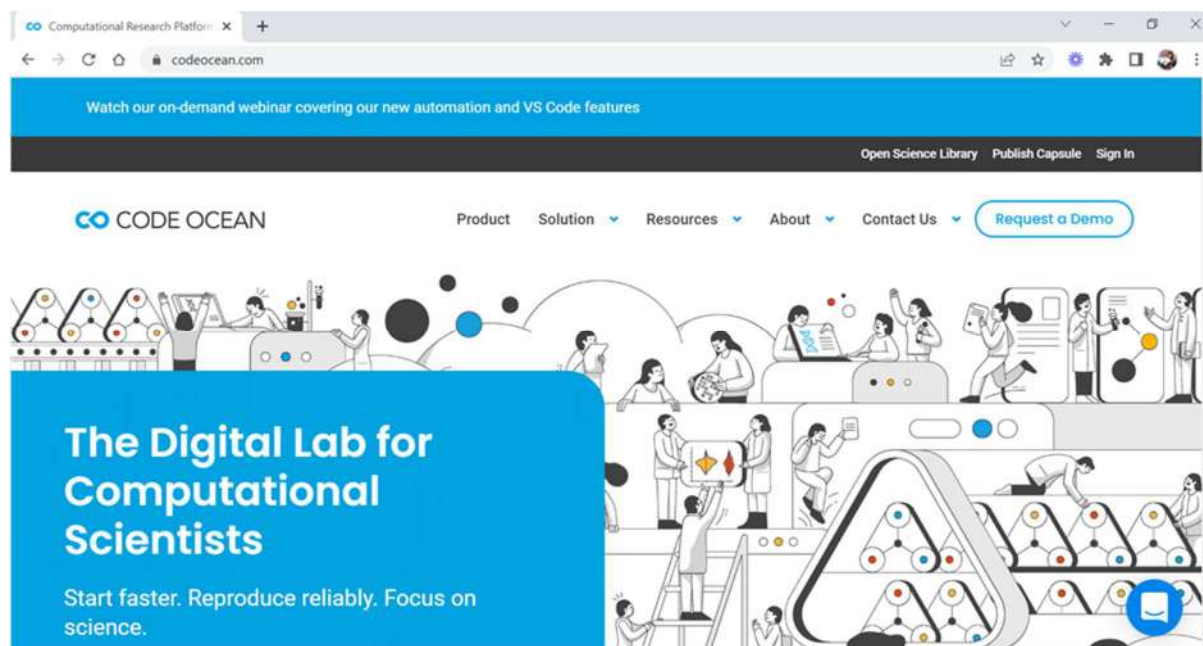 Computational Research Platform
codeocean.com
Watch our on-demand webinar covering our new automation and VS Code features
Open Science Library Publish Capsule Sign In
CODE OCEAN Product Solution Resources About Contact Us Request a Demo
The Digital Lab for
Computational
Scientists
Start faster. Reproduce reliably. Focus on
science.